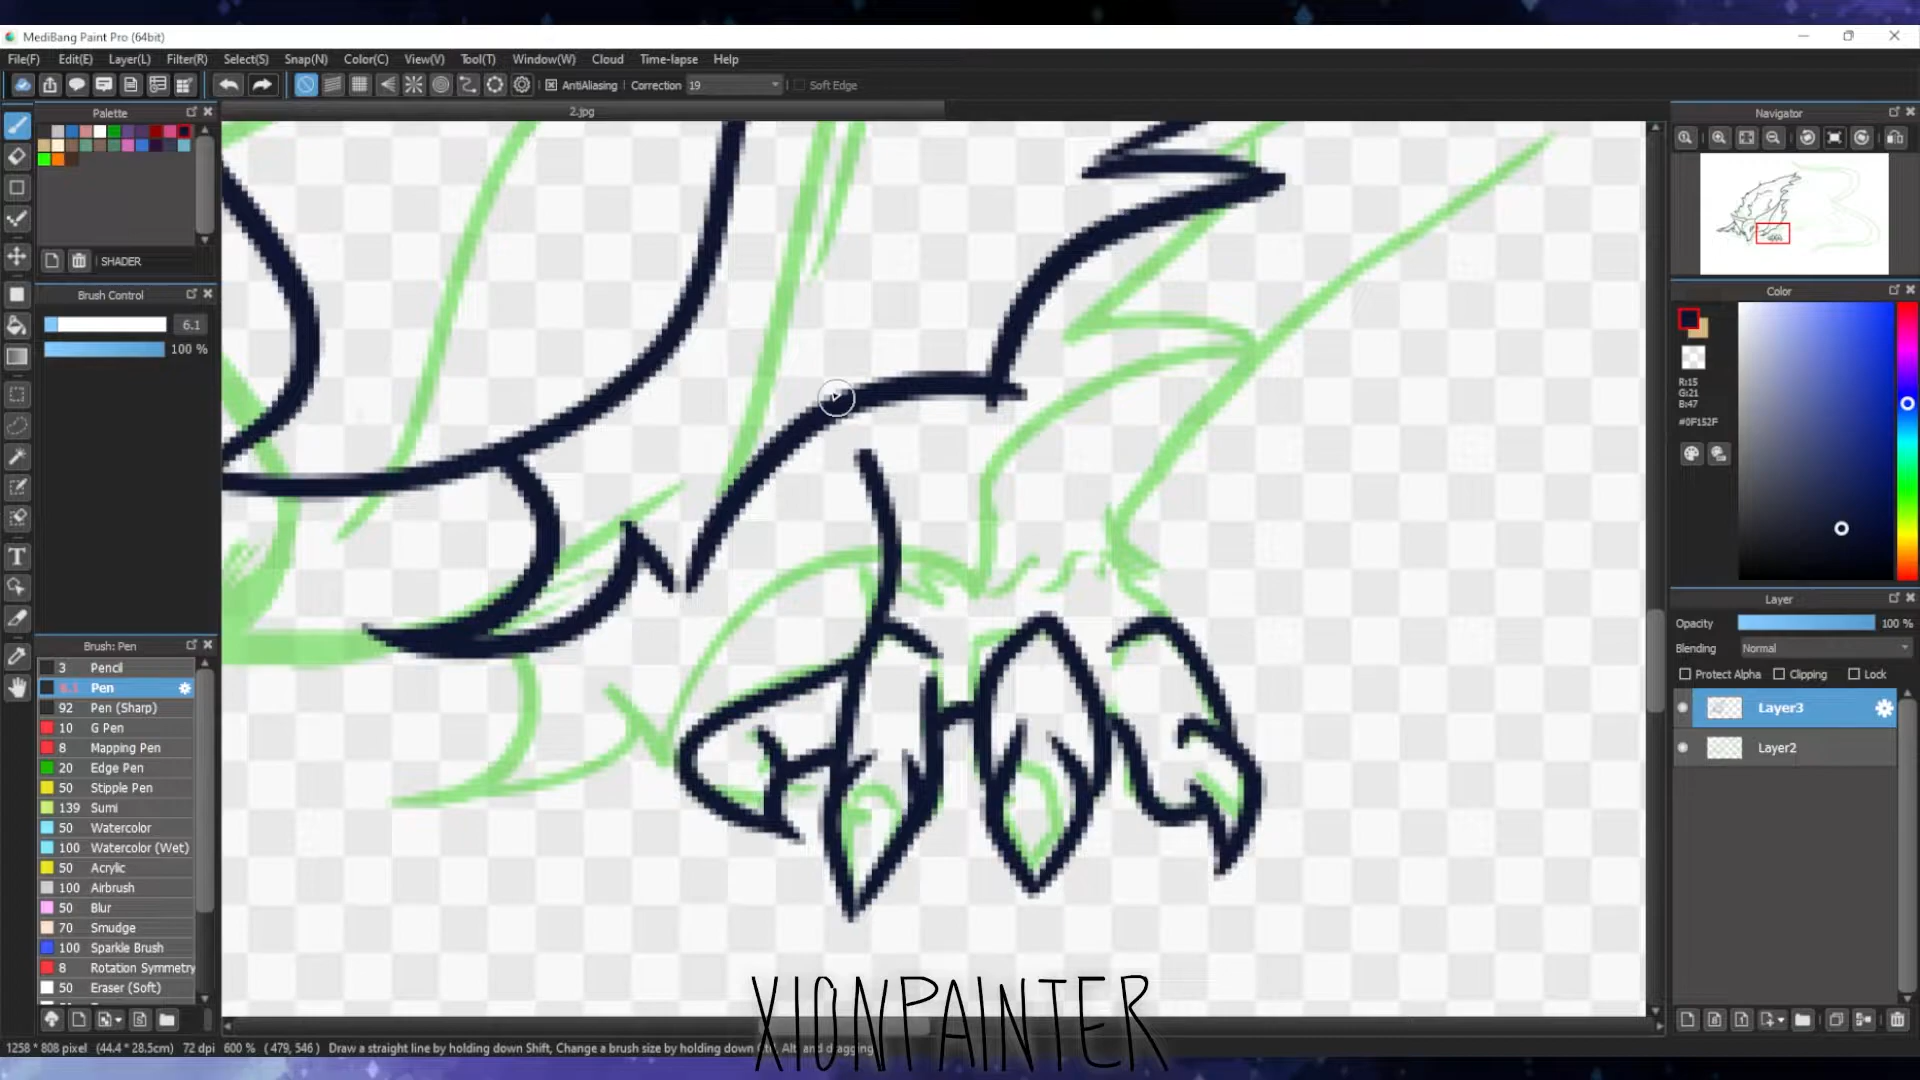 MediBang Paint Pro (64bit)
File(F) Edit(E) Layer(L) Filter(R) Select(S) Snap(N) Color(C) View(V) Tool(T) Window(W) Cloud Time-lapse Help
AntiAliasing Correction 19 Soft Edge
2.jpg
Palette
SHADER
Brush Control
6.1
100 %
Brush: Pen
3 Pencil
6.1 Pen
92 Pen (Sharp)
10 G Pen
8 Mapping Pen
20 Edge Pen
50 Stipple Pen
139 Sumi
50 Watercolor
100 Watercolor (Wet)
50 Acrylic
100 Airbrush
50 Blur
70 Smudge
100 Sparkle Brush
8 Rotation Symmetry
50 Eraser (Soft)
Navigator
Color
R:15
G:21
B:47
#0F152F
Layer
Opacity 100 %
Blending Normal
Protect Alpha Clipping Lock
Layer3
Layer2
XIONPAINTER
1258 * 808 pixel (44.4 * 28.5cm) 72 dpi 600 % ( 479, 546 ) Draw a straight line by holding down Shift, Change a brush size by holding down Ctrl, Alt and dragging